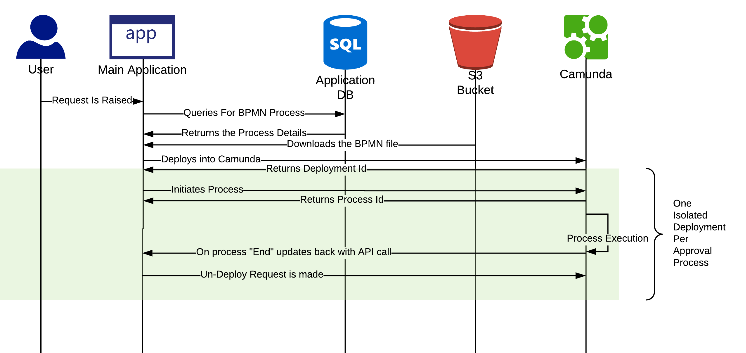 app
SQL
User
Main Application
Application
DB
S3
Bucket
Camunda
Request Is Raised
Queries For BPMN Process
Retruns the Process Details
Downloads the BPMN file
Deploys into Camunda
Returns Deployment Id
Initiates Process
Returns Process Id
Process Execution
On process "End" updates back with API call
Un-Deploy Request is made
One
Isolated
Deployment
Per
Approval
Process